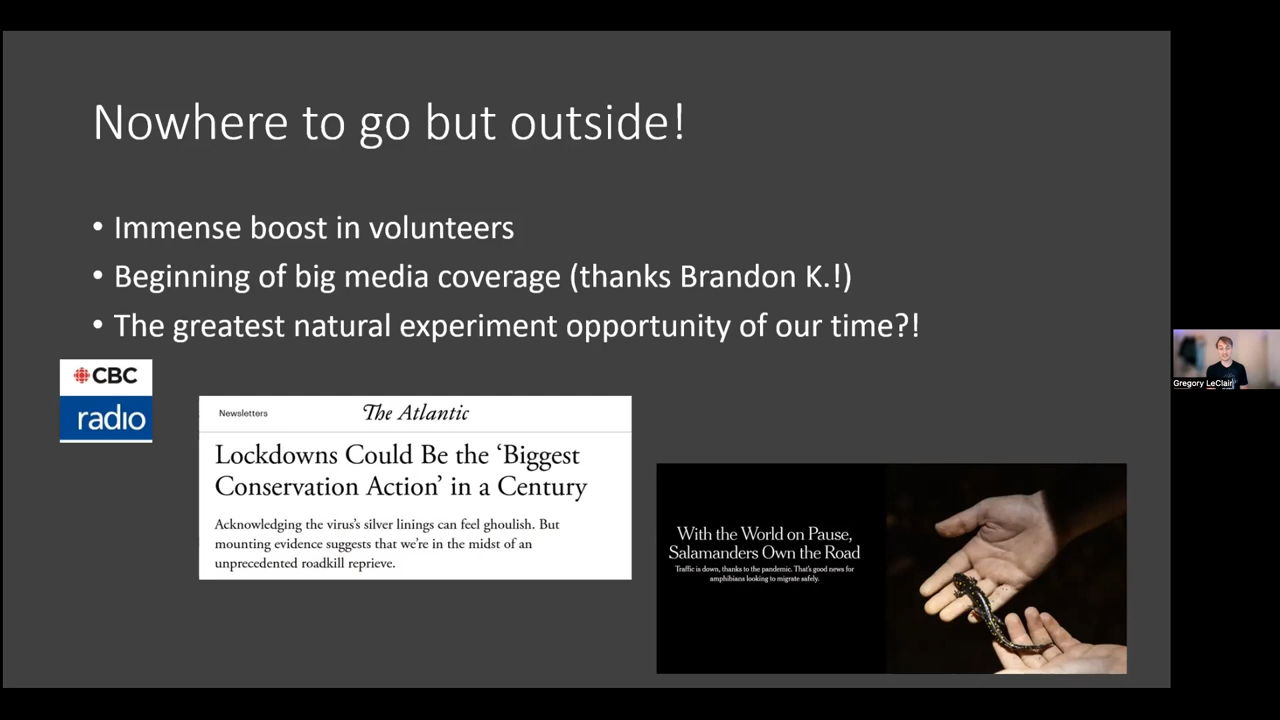 Nowhere to go but outside!
• Immense boost in volunteers
• Beginning of big media coverage (thanks Brandon K.!)
• The greatest natural experiment opportunity of our time?!
CBC
radio
Newsletters
The Atlantic
Lockdowns Could Be the ‘Biggest
Conservation Action’ in a Century
Acknowledging the virus’s silver linings can feel ghoulish. But
mounting evidence suggests that we’re in the midst of an
unprecedented roadkill reprieve.
With the World on Pause,
Salamanders Own the Road
Traffic is down, thanks to the pandemic. That’s good news for
amphibians looking to migrate safely.
Gregory LeClair